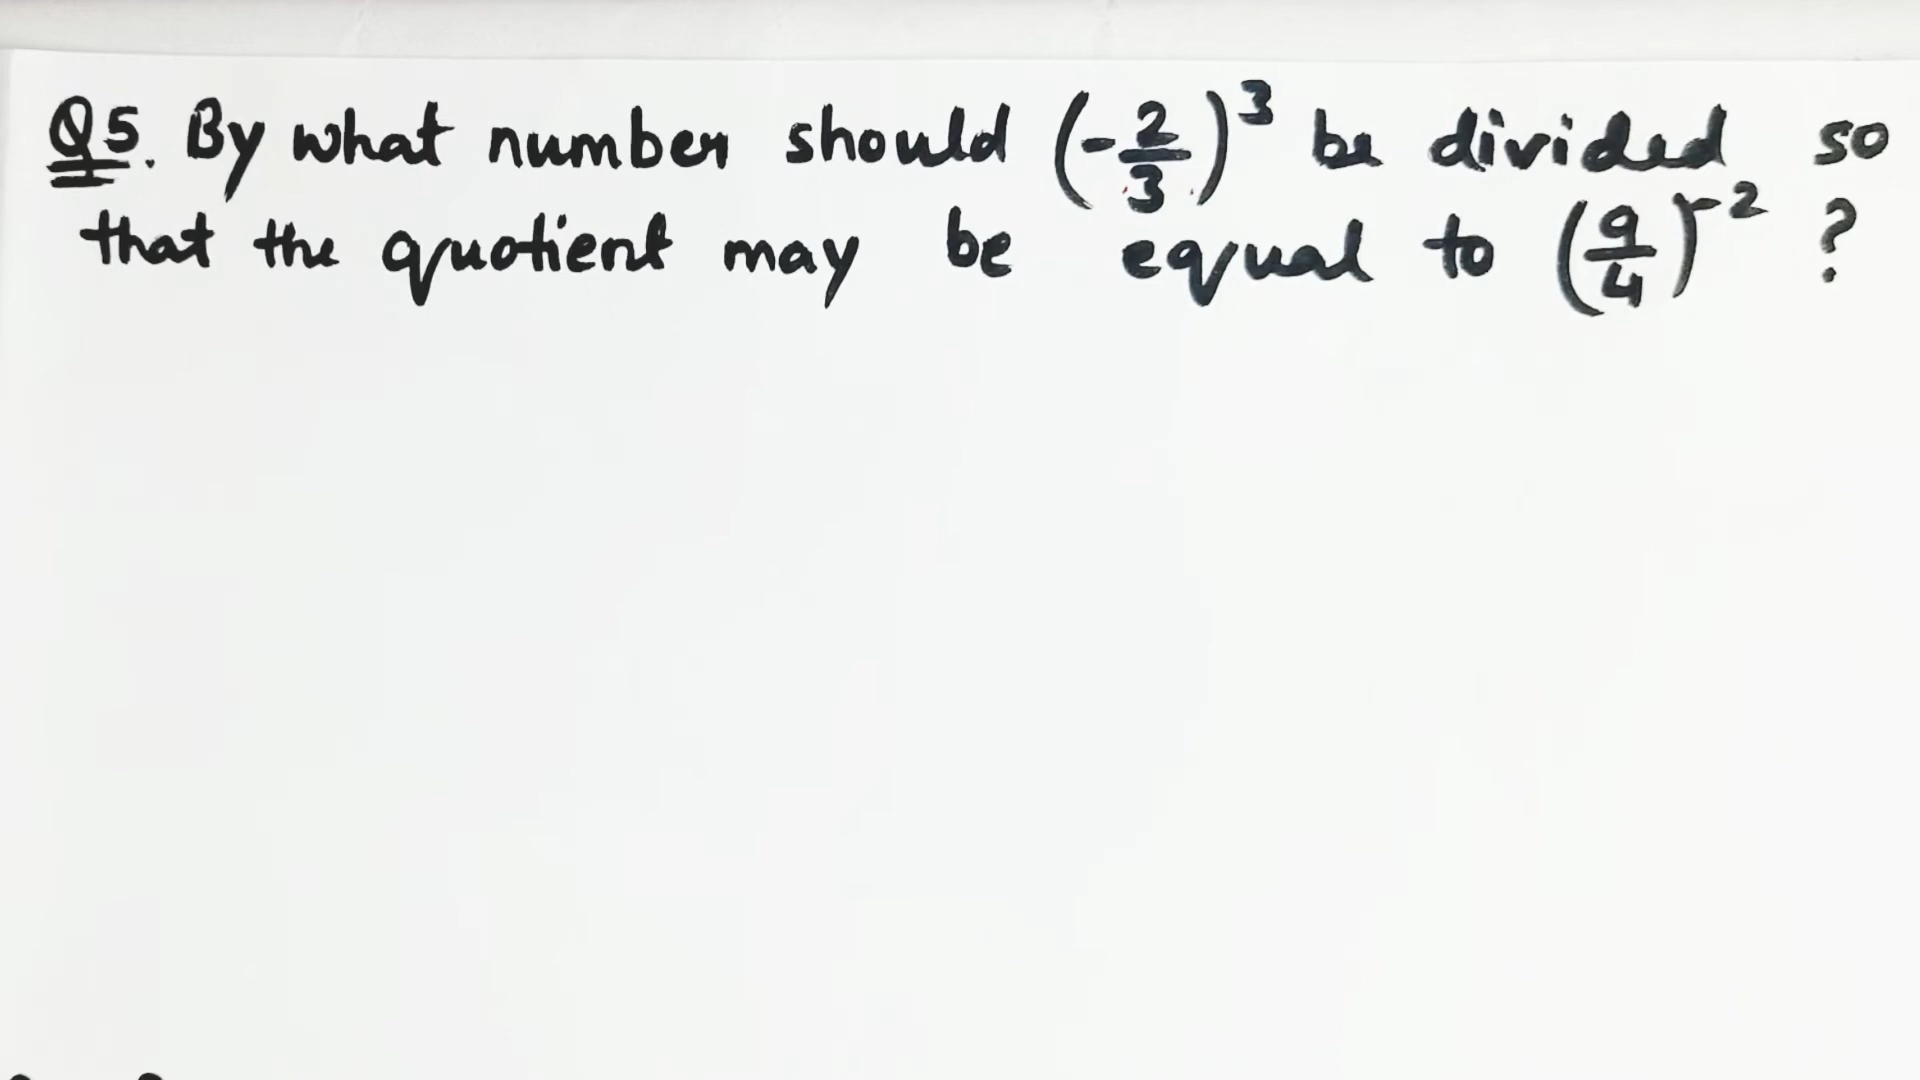 Q5. By what number should (-2/3)^3 be divided so
that the quotient may be equal to (9/4)^-2 ?